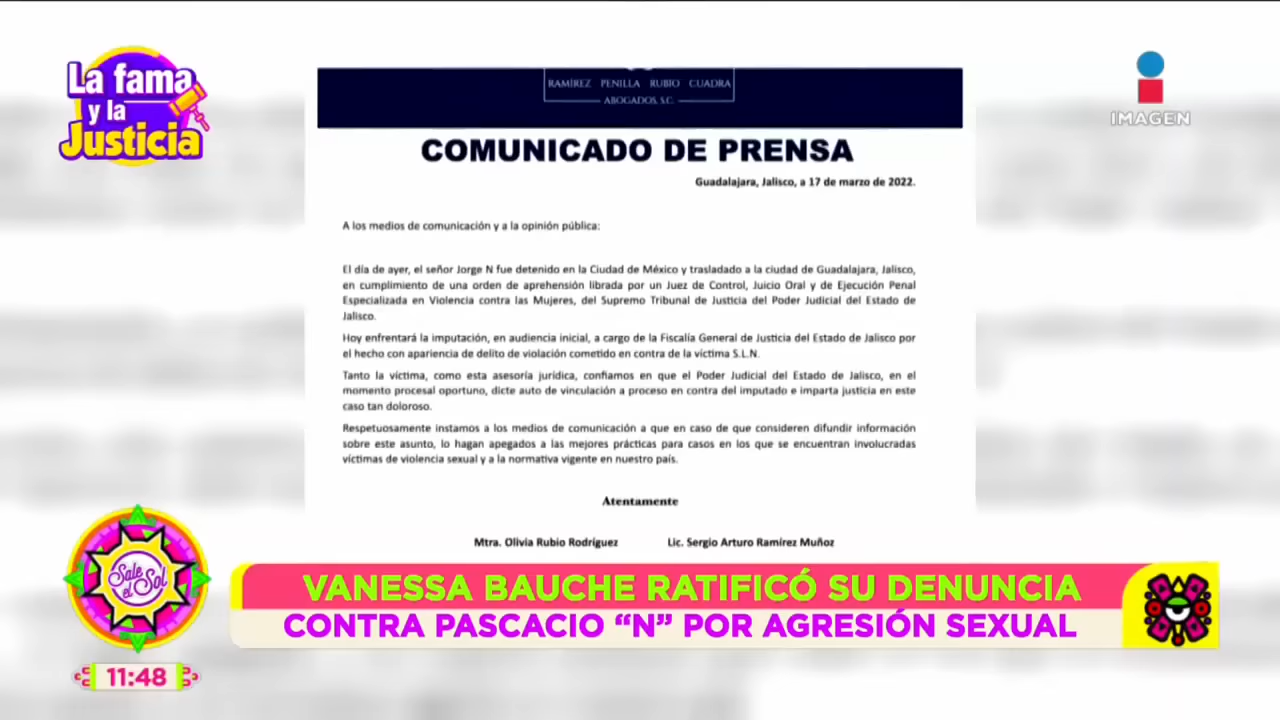 La fama
y la
Justicia
IMAGEN
RAMÍREZ PENILLA RUBIO CUADRA
ABOGADOS, S.C.
COMUNICADO DE PRENSA
Guadalajara, Jalisco, a 17 de marzo de 2022.
A los medios de comunicación y a la opinión pública:
El día de ayer, el señor Jorge N fue detenido en la Ciudad de México y trasladado a la ciudad de Guadalajara, Jalisco,
en cumplimiento de una orden de aprehensión librada por un Juez de Control, Juicio Oral y de Ejecución Penal
Especializada en Violencia contra las Mujeres, del Supremo Tribunal de Justicia del Poder Judicial del Estado de
Jalisco.
Hoy enfrentará la imputación, en audiencia inicial, a cargo de la Fiscalía General de Justicia del Estado de Jalisco por
el hecho con apariencia de delito de violación cometido en contra de la víctima S.L.N.
Tanto la víctima, como esta asesoría jurídica, confiamos en que el Poder Judicial del Estado de Jalisco, en el
momento procesal oportuno, dicte auto de vinculación a proceso en contra del imputado e imparta justicia en este
caso tan doloroso.
Respetuosamente instamos a los medios de comunicación a que en caso de que consideren difundir información
sobre este asunto, lo hagan apegados a las mejores prácticas para casos en los que se encuentran involucradas
víctimas de violencia sexual y a la normativa vigente en nuestro país.
Atentamente
Mtra. Olivia Rubio Rodríguez Lic. Sergio Arturo Ramírez Muñoz
Sale
el Sol
VANESSA BAUCHE RATIFICÓ SU DENUNCIA
CONTRA PASCACIO “N” POR AGRESIÓN SEXUAL
11:48